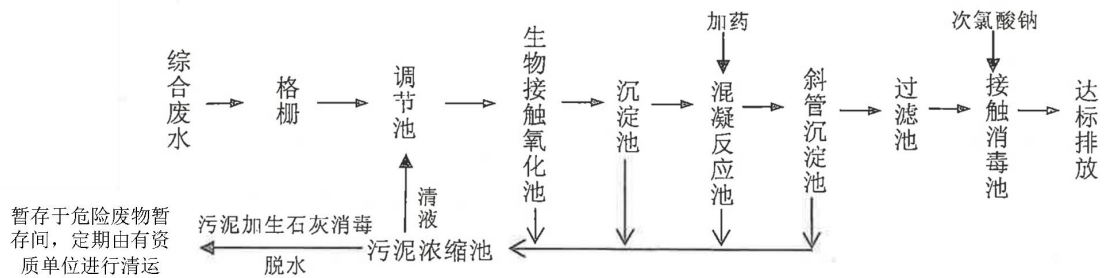 加药
次氯酸钠
综合废水
格栅
调节池
生物接触氧化池
沉淀池
混凝反应池
斜管沉淀池
过滤池
接触消毒池
达标排放
清液
暂存于危险废物暂
存间，定期由有资
质单位进行清运
污泥加生石灰消毒
脱水
污泥浓缩池